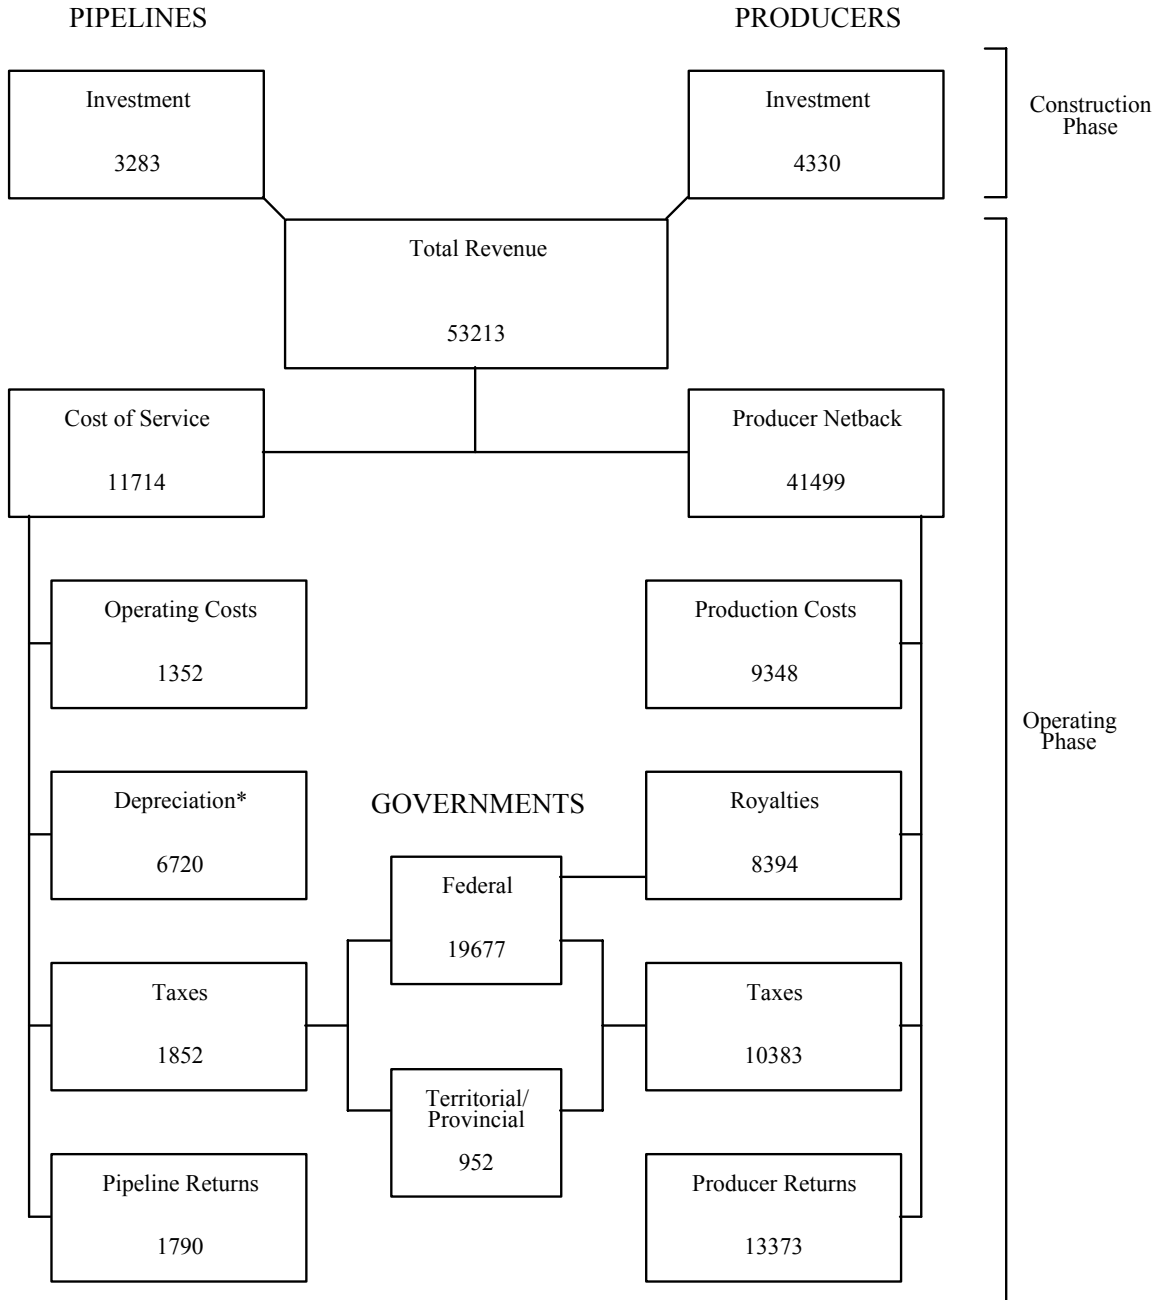 PIPELINES
PRODUCERS
Investment
3283
Investment
4330
Construction
Phase
Total Revenue
53213
Cost of Service
11714
Producer Netback
41499
Operating Costs
1352
Production Costs
9348
Operating
Phase
Depreciation*
6720
GOVERNMENTS
Royalties
8394
Federal
19677
Taxes
1852
Taxes
10383
Territorial/
Provincial
952
Pipeline Returns
1790
Producer Returns
13373